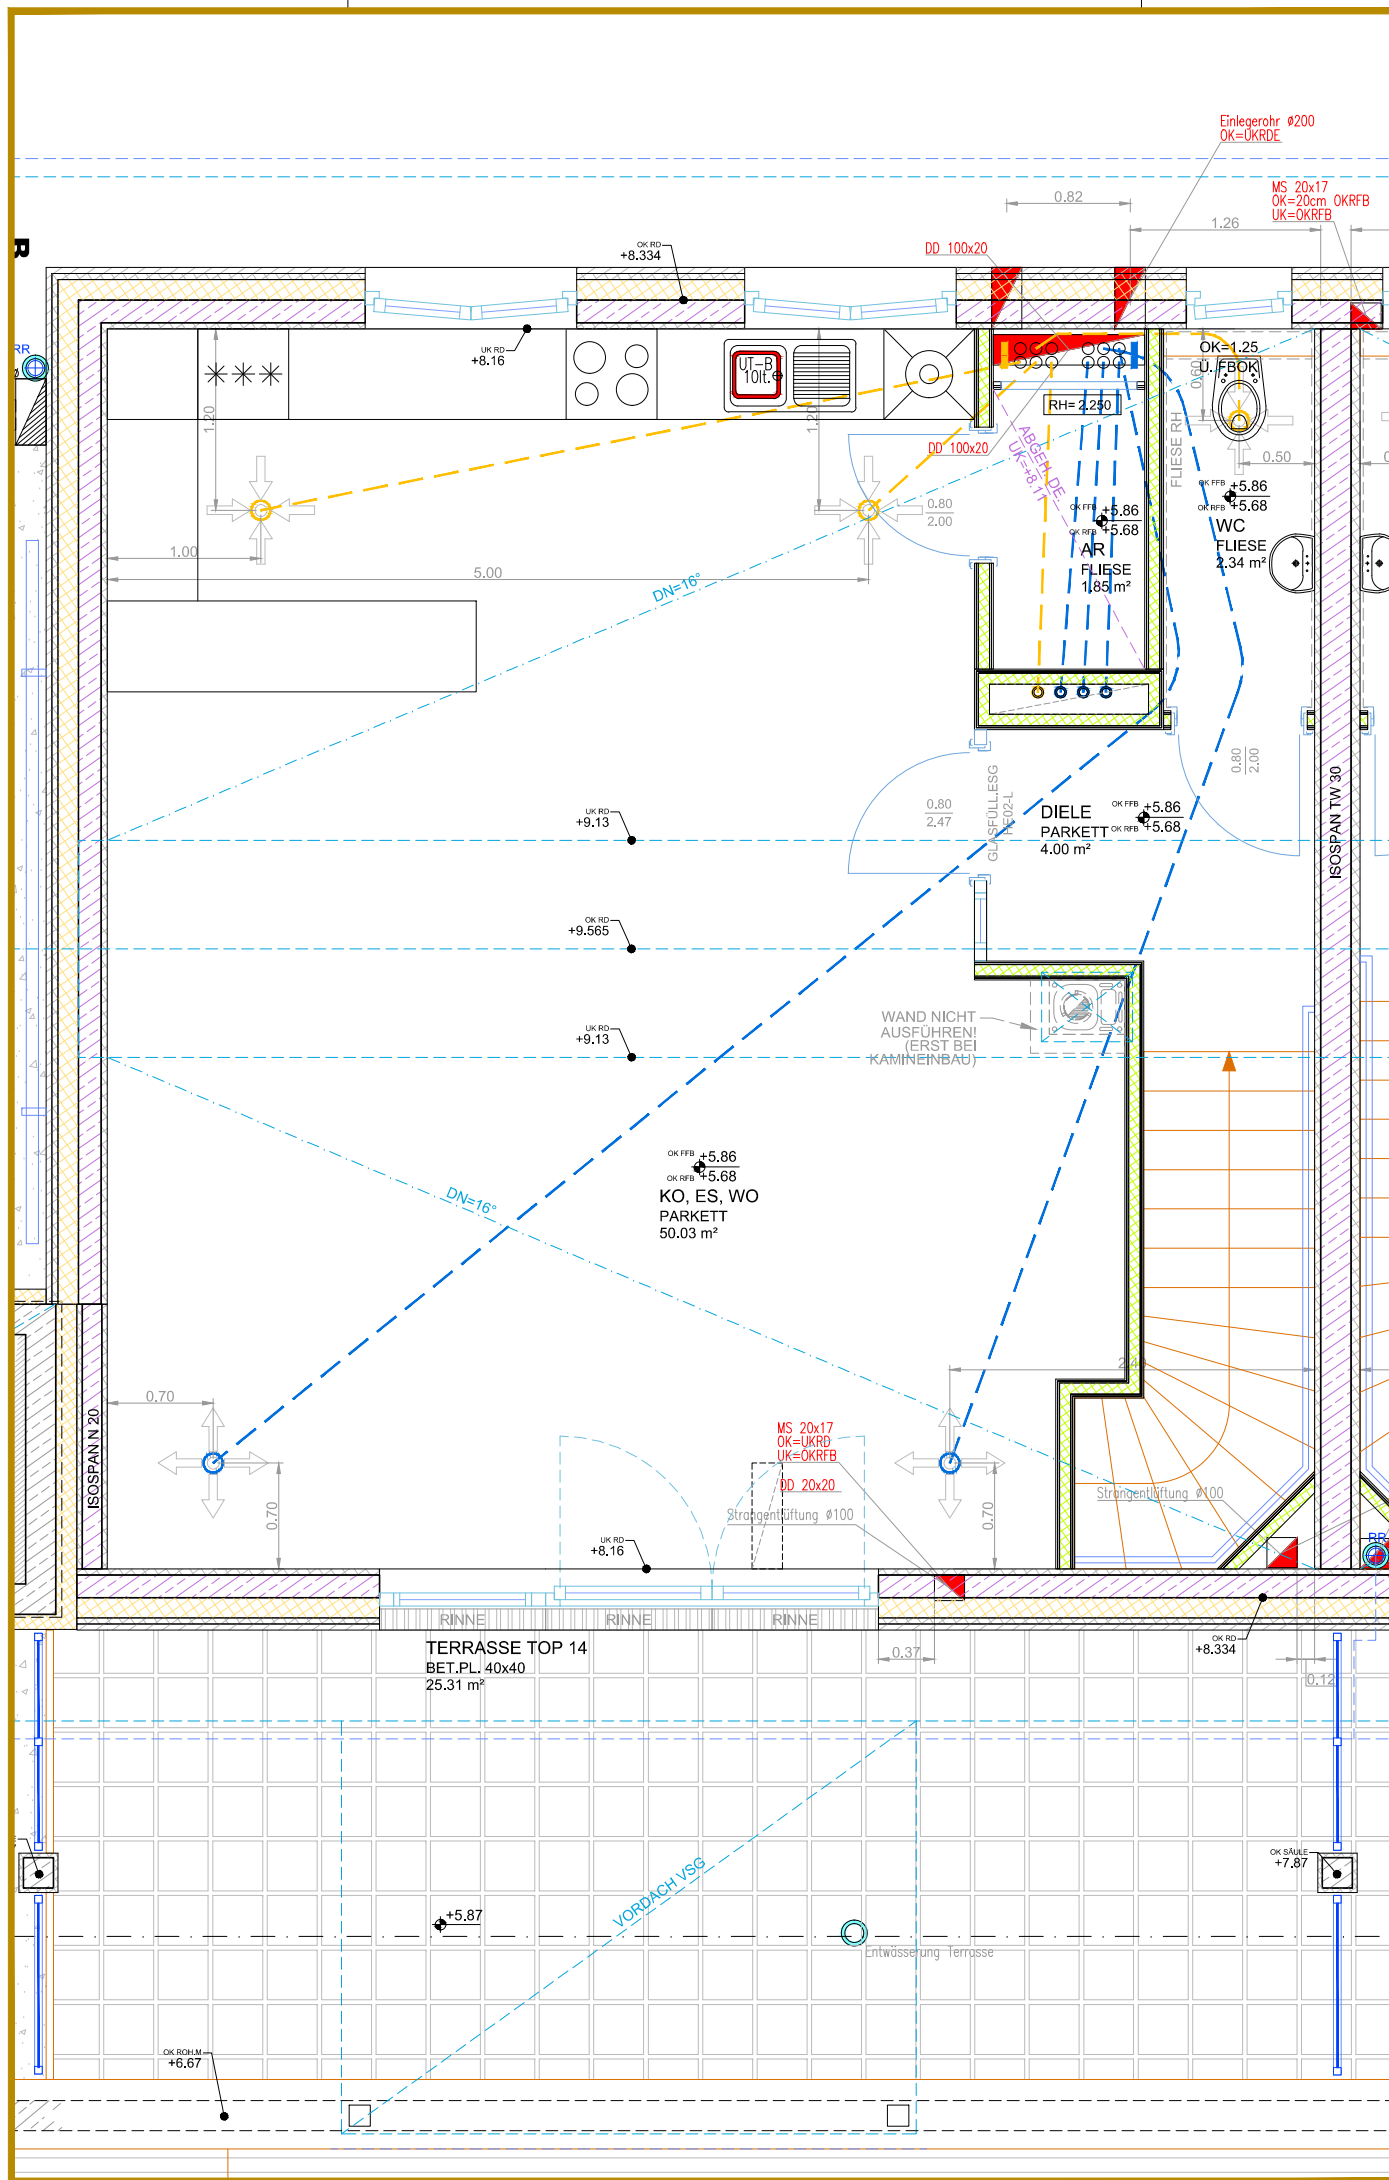 Einlegerohr ø200
OK=UKRDE
MS 20x17
OK=20cm OKRFB
UK=OKRFB
0.82
1.26
DD 100x20
OK RD
+8.334
UK RD
+8.16
RR
UT-B
10lt.
OK=1.25
Ü. FBOK
RH= 2.250
0.60
1.20
1.20
DD 100x20
ABGEH. DE.
UK=+8.11
FLIESE RH
0.50
0.80
2.00
OK FFB +5.86
OK RFB +5.68
WC
FLIESE
2.34 m²
OK FFB +5.86
OK RFB +5.68
AR
FLIESE
1.85 m²
1.00
5.00
DN=16°
0.80
2.00
GLASFÜLL.ESG
0.80
2.47
DIELE
PARKETT
4.00 m²
OK FFB +5.86
OK RFB +5.68
UK RD
+9.13
ISOSPAN TW 30
OK RD
+9.565
WAND NICHT
AUSFÜHREN!
(ERST BEI
KAMINEINBAU)
UK RD
+9.13
OK FFB +5.86
OK RFB +5.68
KO, ES, WO
PARKETT
50.03 m²
DN=16°
0.70
ISOSPAN N 20
MS 20x17
OK=UKRD
UK=OKRFB
DD 20x20
Strangentlüftung ø100
Strangentlüftung ø100
0.70
0.70
UK RD
+8.16
RR
RINNE
RINNE
RINNE
TERRASSE TOP 14
BET.PL. 40x40
25.31 m²
0.37
OK RD
+8.334
0.12
VORDACH VSG
OK SÄULE
+7.87
+5.87
Entwässerung Terrasse
OK ROH.M
+6.67